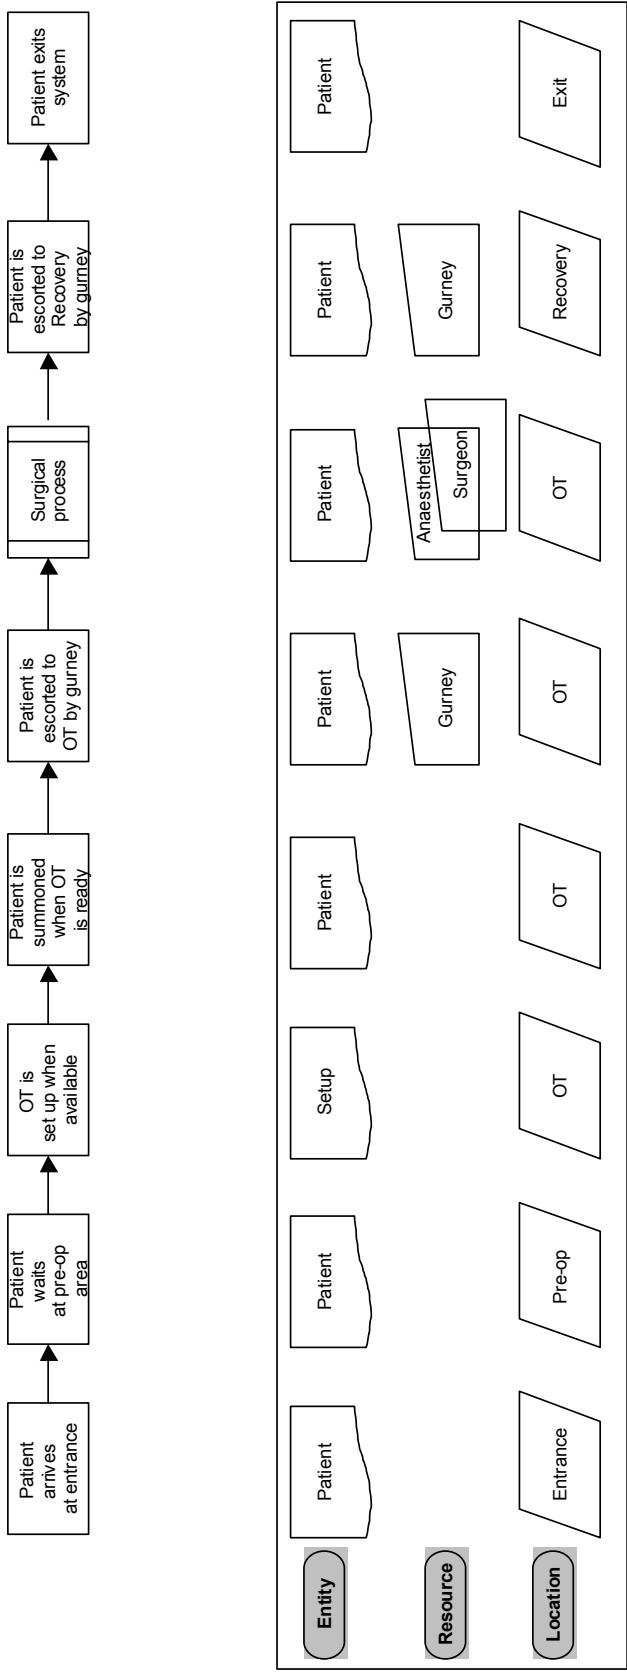 Patient
arrives
at entrance
Patient
waits
at pre-op
area
OT is
set up when
available
Patient is
summoned
when OT
is ready
Patient is
escorted to
OT by gurney
Surgical
process
Patient is
escorted to
Recovery
by gurney
Patient exits
system
Entity
Patient
Patient
Setup
Patient
Patient
Patient
Patient
Patient
Resource
Gurney
Anaesthetist
Surgeon
Gurney
Location
Entrance
Pre-op
OT
OT
OT
OT
Recovery
Exit